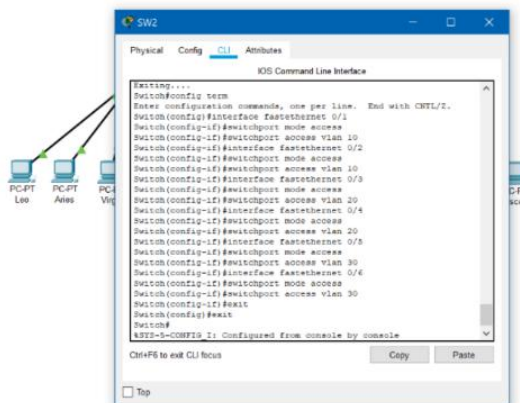 SW2
Physical Config CLI Attributes
IOS Command Line Interface
Exiting....
Switch#config term
Enter configuration commands, one per line. End with CNTL/Z.
Switch(config)#interface fastethernet 0/1
Switch(config-if)#switchport mode access
Switch(config-if)#switchport access vlan 10
Switch(config-if)#interface fastethernet 0/2
Switch(config-if)#switchport mode access
Switch(config-if)#switchport access vlan 10
Switch(config-if)#interface fastethernet 0/3
Switch(config-if)#switchport mode access
Switch(config-if)#switchport access vlan 20
Switch(config-if)#interface fastethernet 0/4
Switch(config-if)#switchport mode access
Switch(config-if)#switchport access vlan 20
Switch(config-if)#interface fastethernet 0/5
Switch(config-if)#switchport mode access
Switch(config-if)#switchport access vlan 30
Switch(config-if)#interface fastethernet 0/6
Switch(config-if)#switchport mode access
Switch(config-if)#switchport access vlan 30
Switch(config-if)#exit
Switch(config)#exit
Switch#
%SYS-5-CONFIG_I: Configured from console by console
Ctrl+F6 to exit CLI focus
Copy Paste
Top
PC-PT
Leo
PC-PT
Aries